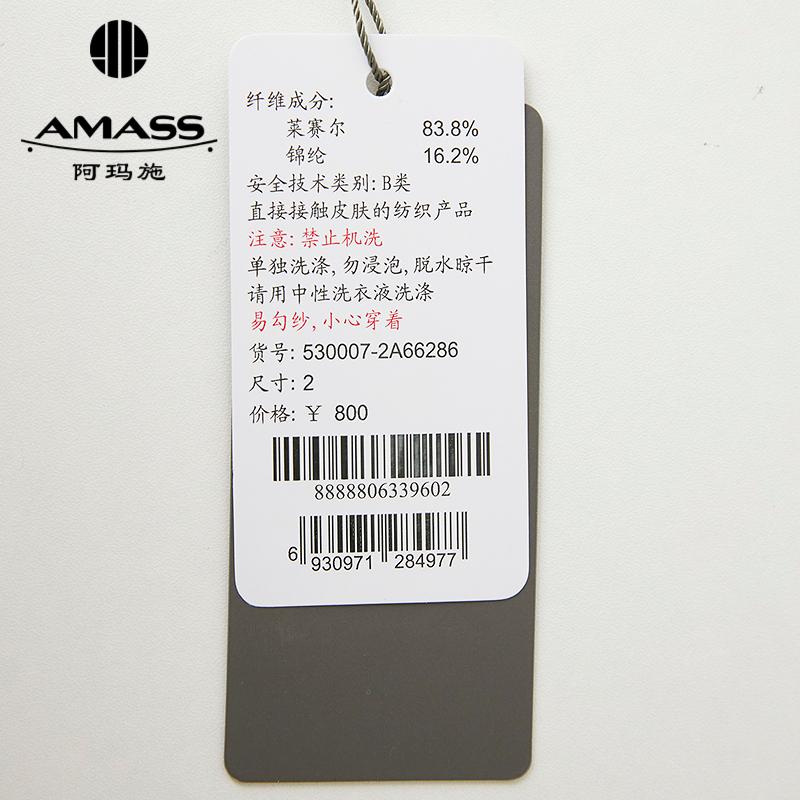 AMASS
阿玛施
纤维成分:
莱赛尔 83.8%
锦纶 16.2%
安全技术类别: B类
直接接触皮肤的纺织产品
注意: 禁止机洗
单独洗涤, 勿浸泡, 脱水晾干
请用中性洗衣液洗涤
易勾纱, 小心穿着
货号: 530007-2A66286
尺寸: 2
价格: ¥ 800
8888806339602
6 930971 284977